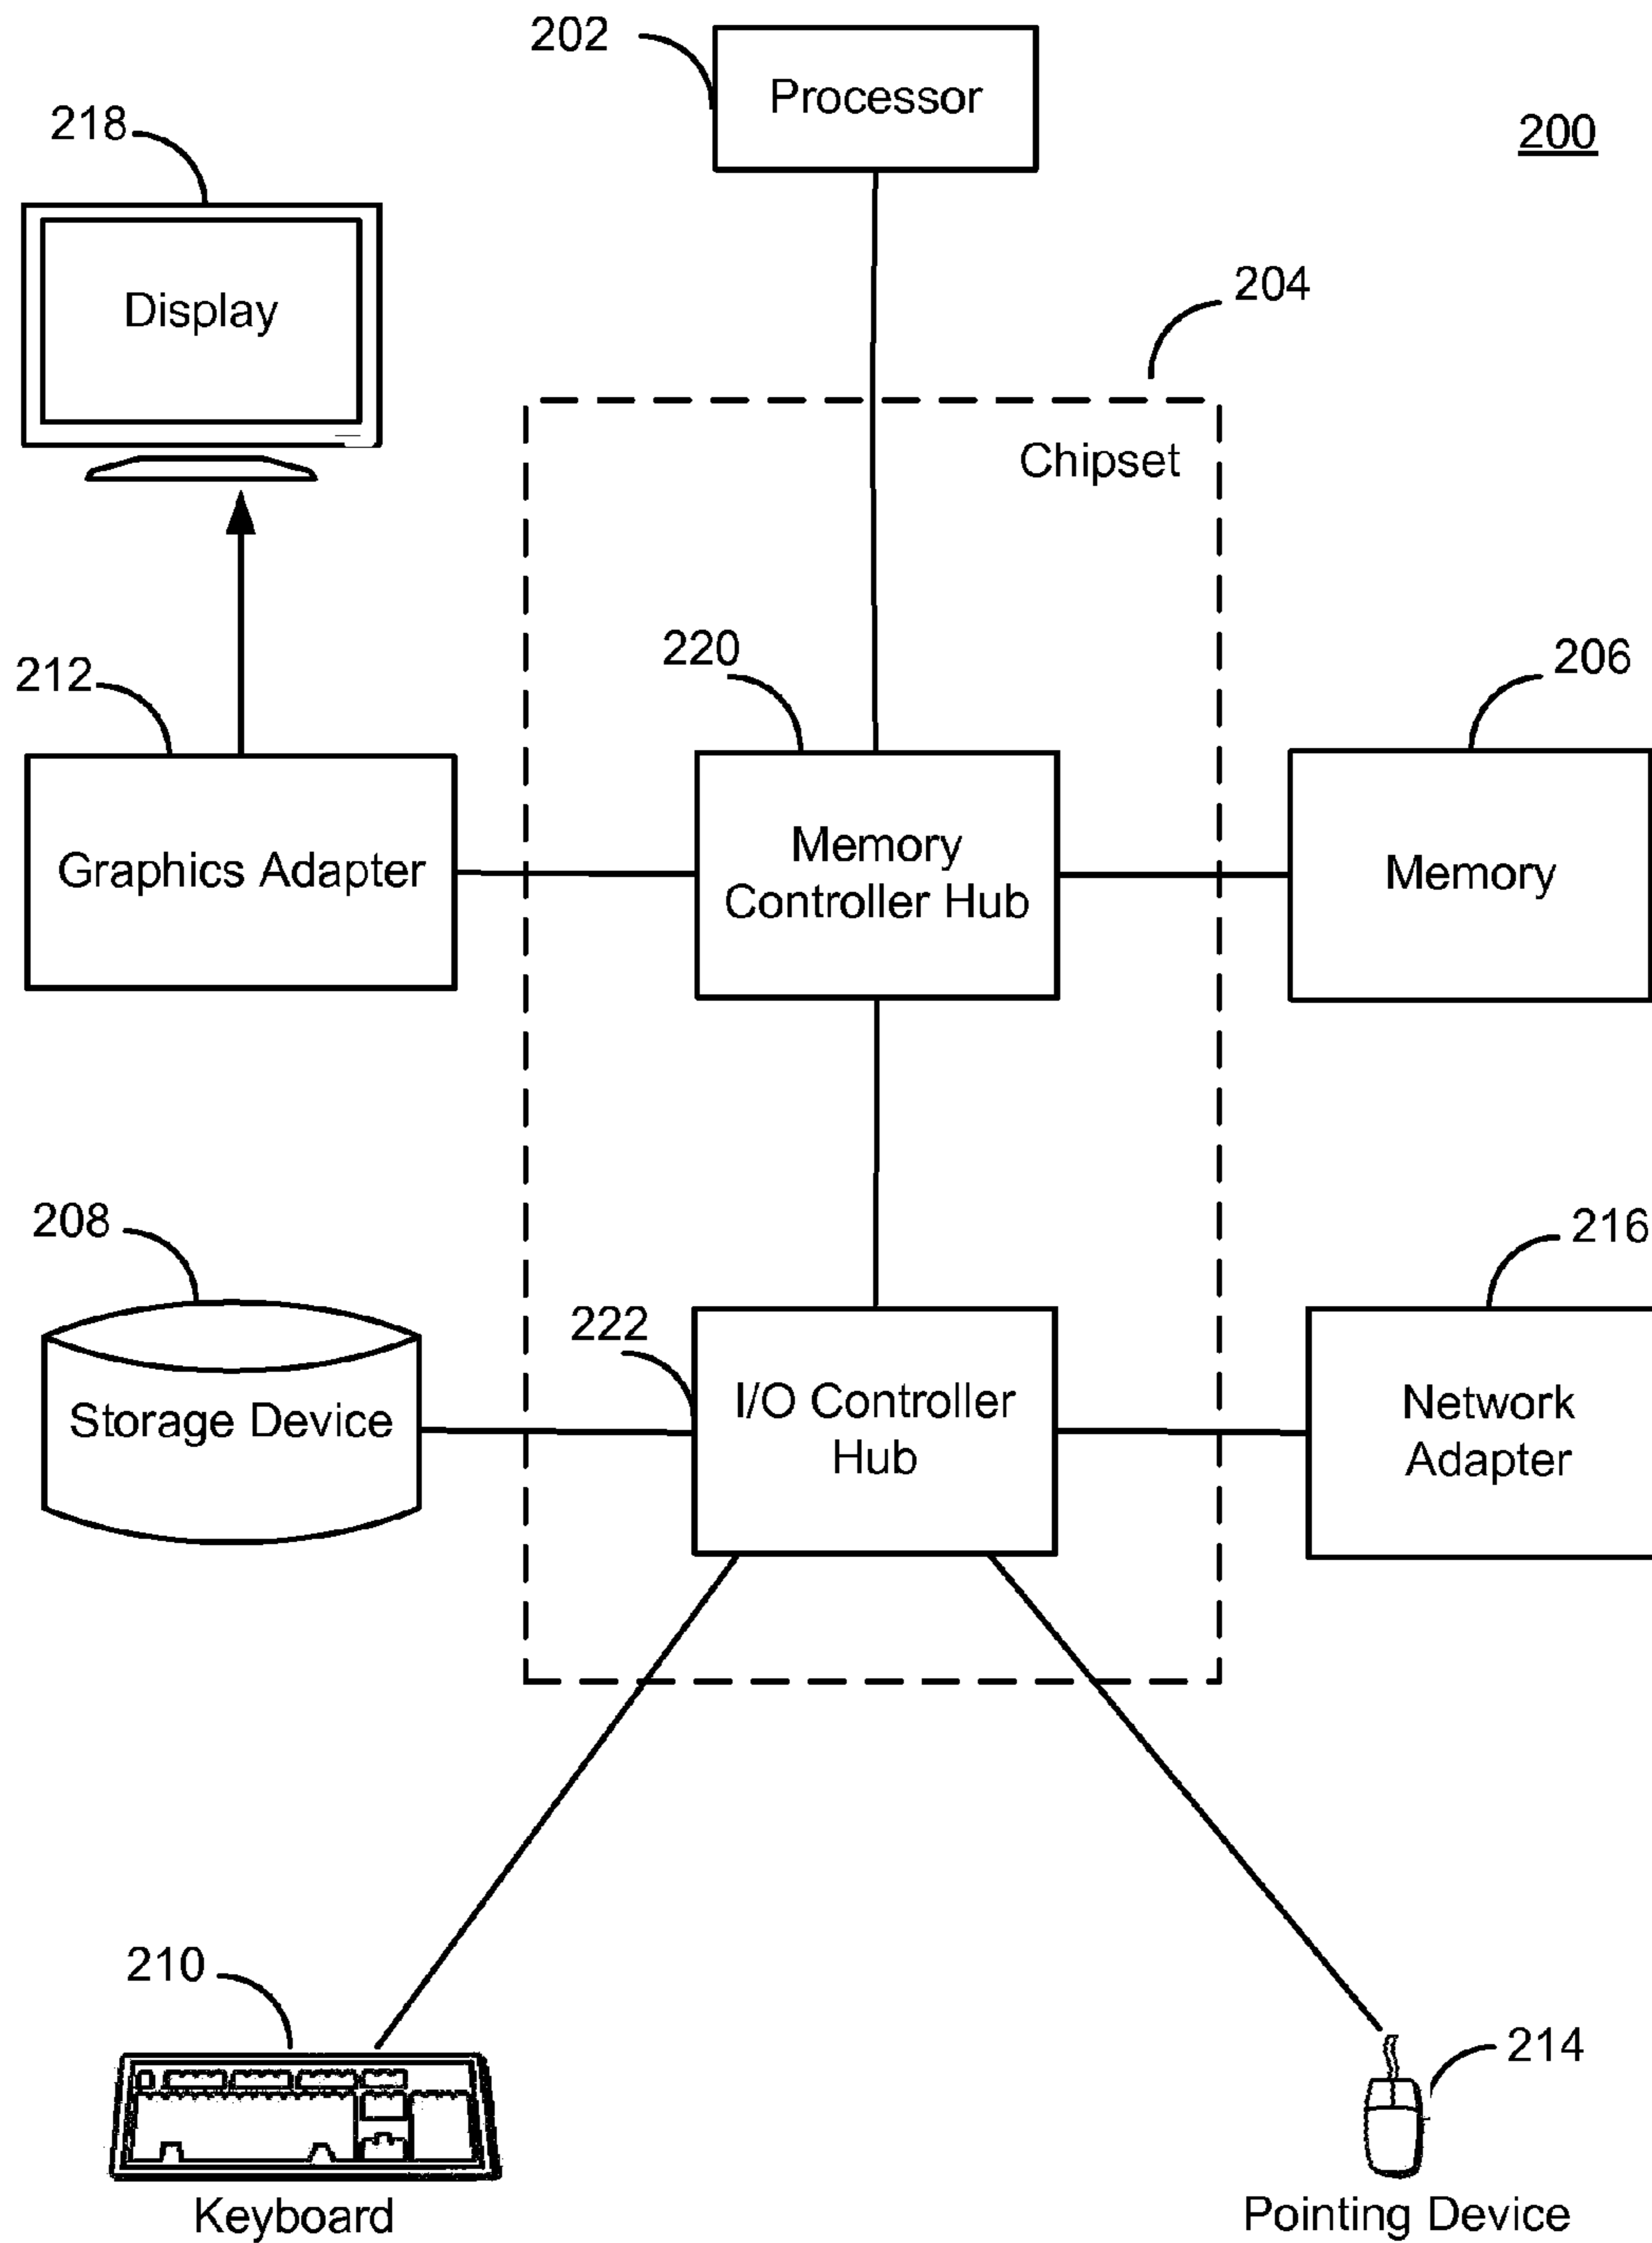 202
Processor
200
218
Display
204
Chipset
220
212
206
Memory
Controller Hub
Graphics Adapter
Memory
208
216
222
I/O Controller
Hub
Storage Device
Network
Adapter
210
214
Keyboard
Pointing Device